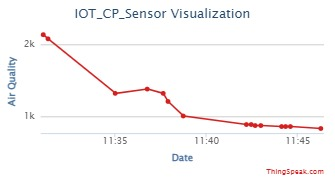 IOT_CP_Sensor Visualization
2k
Air Quality
1k
11:35 11:40 11:45
Date
ThingSpeak.com